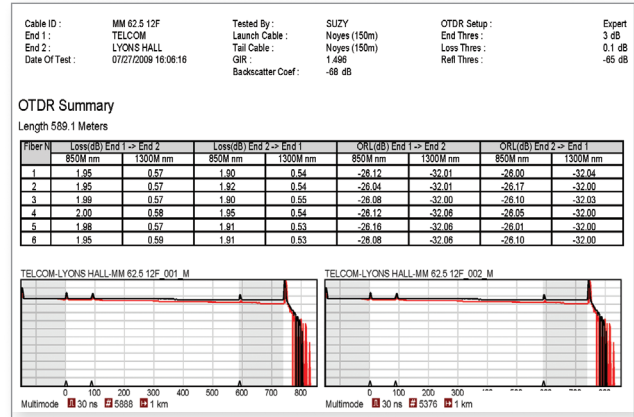 Cable ID : MM 62.5 12F Tested By : SUZY OTDR Setup : Expert
End 1 : TELCOM Launch Cable : Noyes (150m) End Thres : 3 dB
End 2 : LYONS HALL Tail Cable : Noyes (150m) Loss Thres : 0.1 dB
Date Of Test : 07/27/2009 16:06:16 GIR : 1.496 Refl Thres : -65 dB
Backscatter Coef : -68 dB
OTDR Summary
Length 589.1 Meters
Fiber N Loss(dB) End 1 -> End 2 Loss(dB) End 2 -> End 1 ORL(dB) End 1 -> End 2 ORL(dB) End 2 -> End 1
850M nm 1300M nm 850M nm 1300M nm 850M nm 1300M nm 850M nm 1300M nm
1 1.95 0.57 1.90 0.54 -26.12 -32.01 -26.00 -32.04
2 1.95 0.57 1.92 0.54 -26.04 -32.01 -26.17 -32.00
3 1.99 0.57 1.90 0.55 -26.08 -32.00 -26.10 -32.03
4 2.00 0.58 1.95 0.54 -26.12 -32.06 -26.05 -32.00
5 1.98 0.57 1.91 0.53 -26.16 -32.06 -26.01 -32.00
6 1.95 0.59 1.91 0.53 -26.08 -32.06 -26.10 -32.00
TELCOM-LYONS HALL-MM 62.5 12F_001_M TELCOM-LYONS HALL-MM 62.5 12F_002_M
0 100 200 300 400 500 600 700 800 0 100 200 300
Multimode 30 ns # 5888 1 km Multimode 30 ns # 5376 1 km